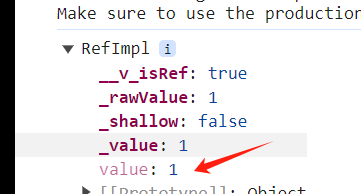 Make sure to use the production
▼ RefImpl i
__v_isRef: true
_rawValue: 1
_shallow: false
_value: 1
value: 1
▶ [[Prototype]]: Object